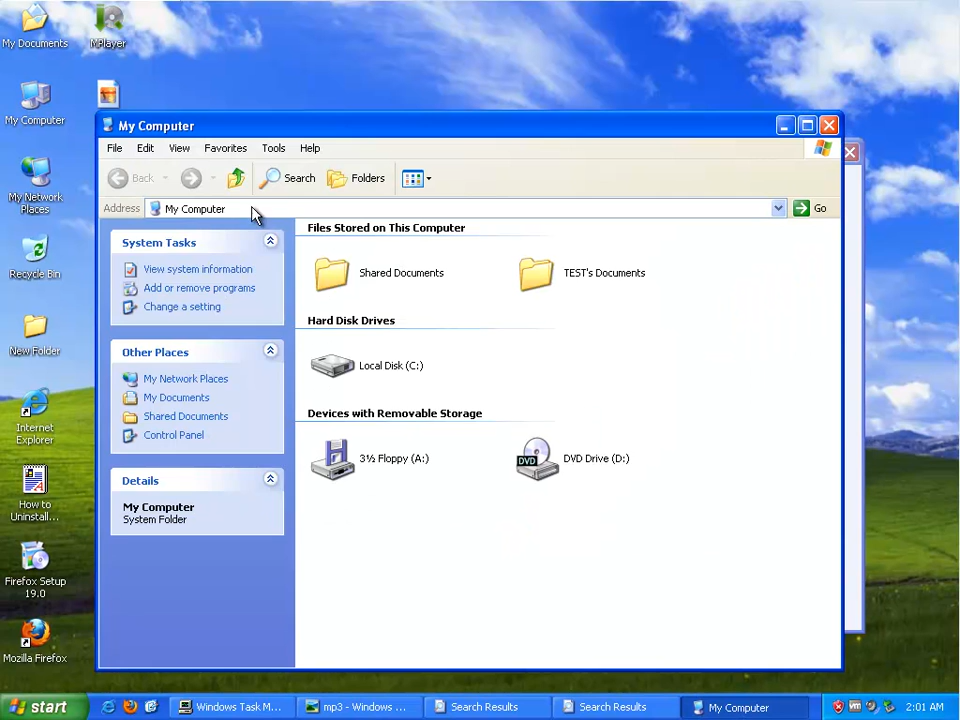 My Documents
MPlayer
My Computer
My Network
Places
Recycle Bin
New Folder
Internet
Explorer
How to
Uninstall...
Firefox Setup
19.0
Mozilla Firefox
My Computer
File Edit View Favorites Tools Help
Back Search Folders
Address My Computer Go
System Tasks
View system information
Add or remove programs
Change a setting
Other Places
My Network Places
My Documents
Shared Documents
Control Panel
Details
My Computer
System Folder
Files Stored on This Computer
Shared Documents
TEST's Documents
Hard Disk Drives
Local Disk (C:)
Devices with Removable Storage
3½ Floppy (A:)
DVD
DVD Drive (D:)
start Windows Task M... mp3 - Windows ... Search Results Search Results My Computer 2:01 AM